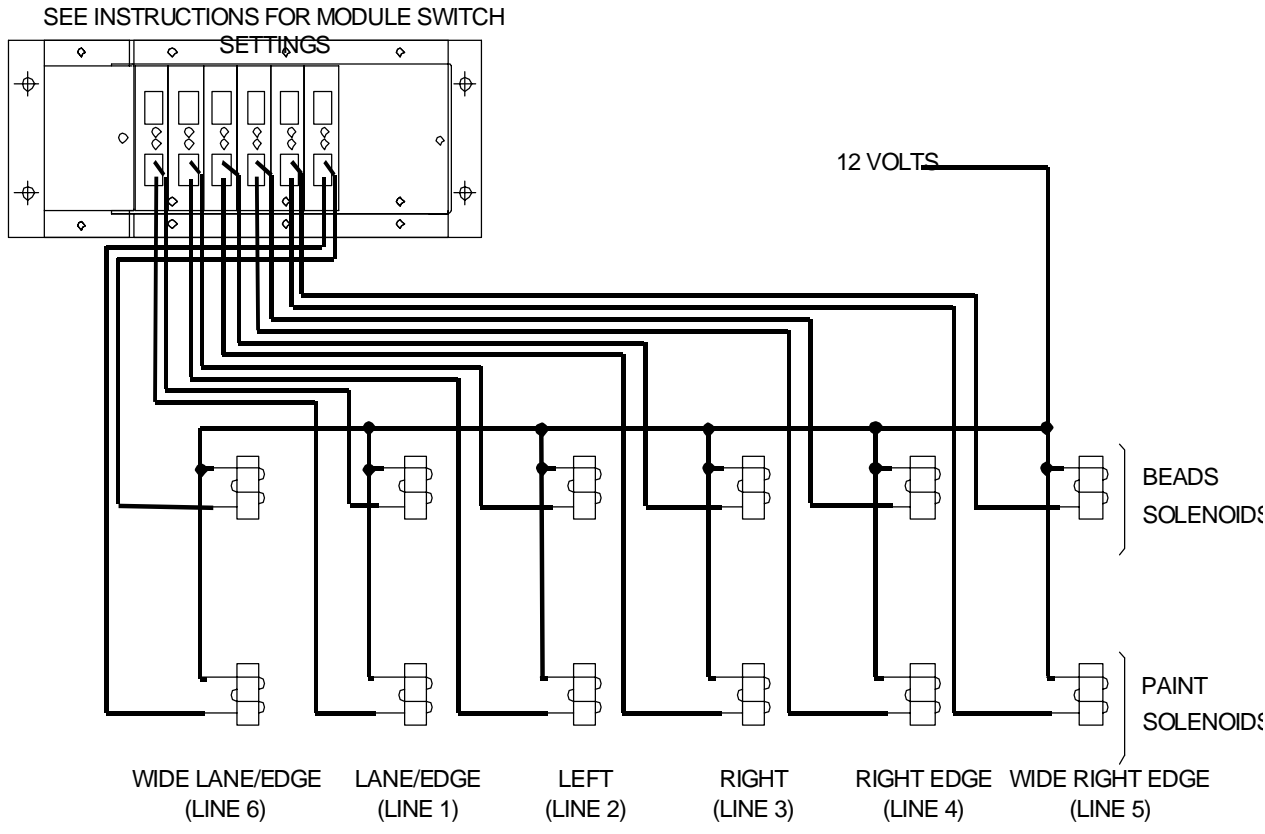 SEE INSTRUCTIONS FOR MODULE SWITCH
SETTINGS
12 VOLTS
BEADS
SOLENOIDS
PAINT
SOLENOIDS
WIDE LANE/EDGE
(LINE 6)
LANE/EDGE
(LINE 1)
LEFT
(LINE 2)
RIGHT
(LINE 3)
RIGHT EDGE
(LINE 4)
WIDE RIGHT EDGE
(LINE 5)